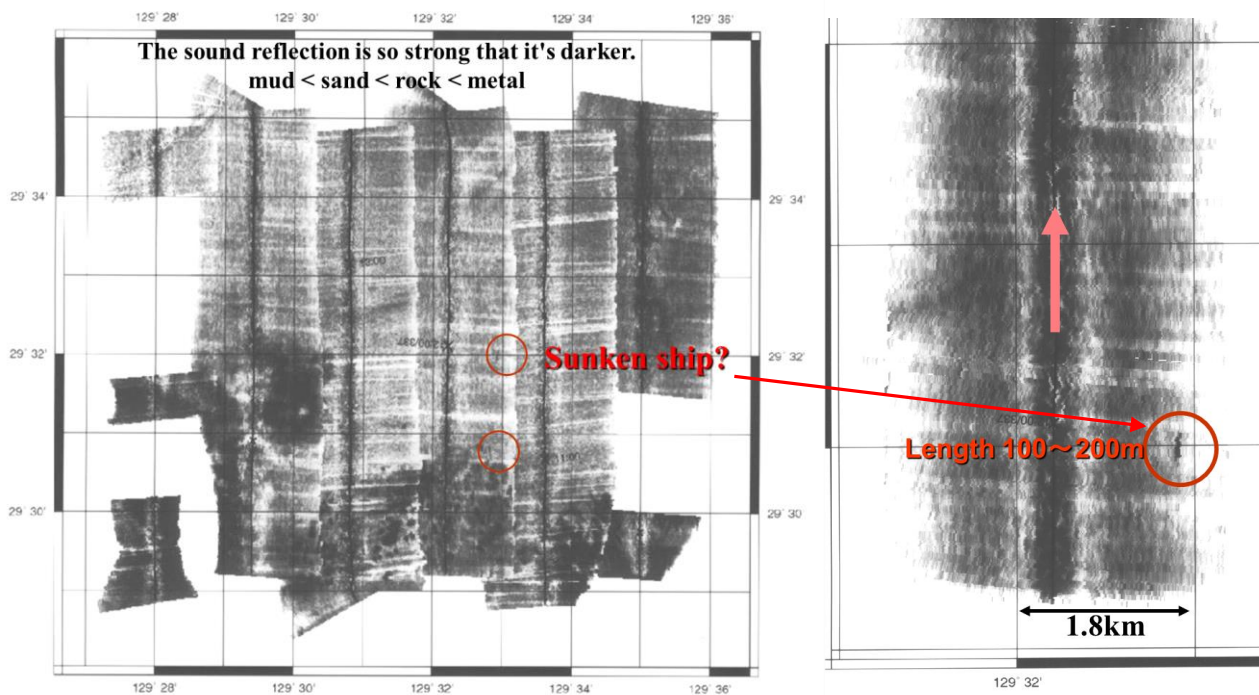 129° 28' 129° 30' 129° 32' 129° 34' 129° 36'
The sound reflection is so strong that it's darker.
mud < sand < rock < metal
29° 34' 29° 34'
29° 32' 29° 32'
Sunken ship?
29° 30' 29° 30'
129° 28' 129° 30' 129° 32' 129° 34' 129° 36'
Length 100～200m
1.8km
129° 32'